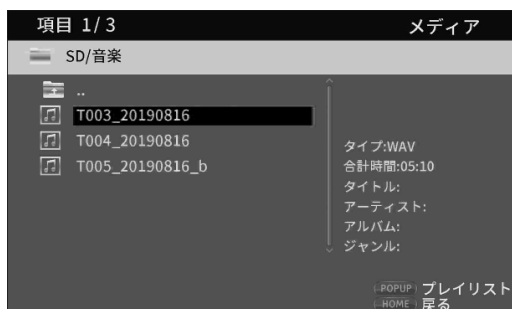 項目 1/3 メディア
SD/音楽
..
T003_20190816
T004_20190816
T005_20190816_b
タイプ:WAV
合計時間:05:10
タイトル:
アーティスト:
アルバム:
ジャンル:
POPUP プレイリスト
HOME 戻る